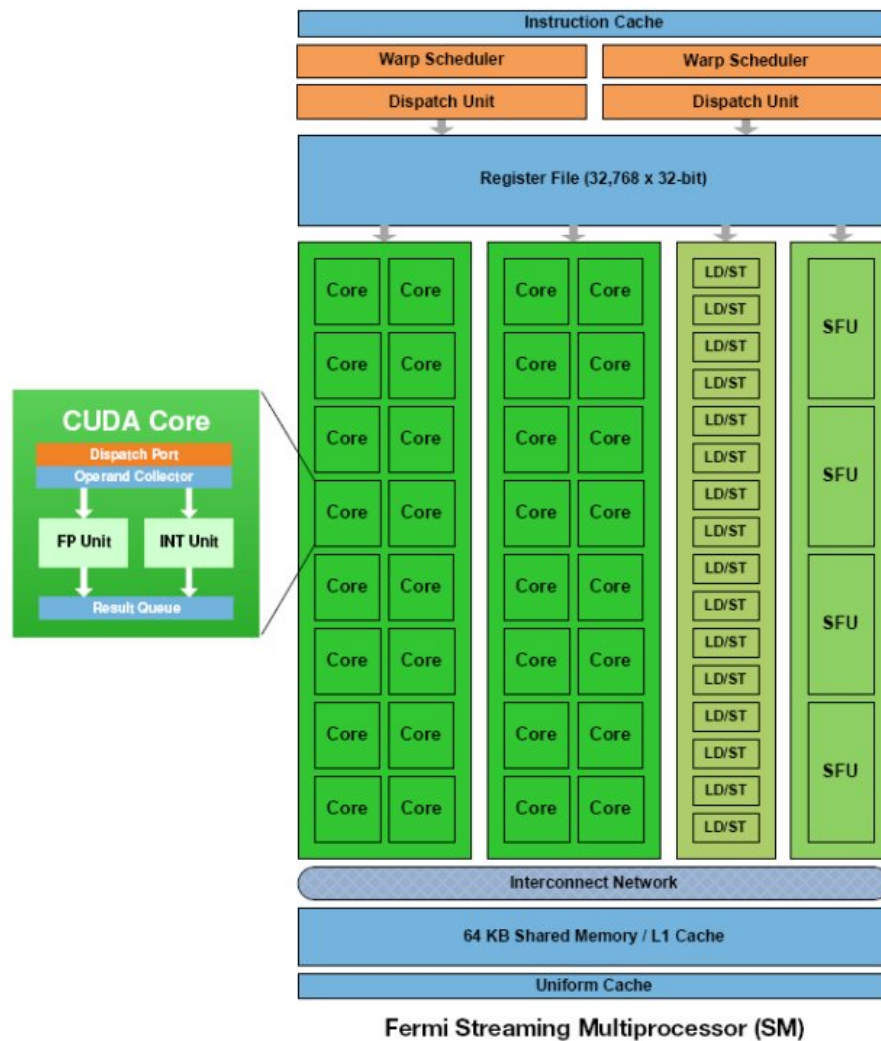 Instruction Cache
Warp Scheduler Warp Scheduler
Dispatch Unit Dispatch Unit
Register File (32,768 x 32-bit)
Core Core Core Core LD/ST
LD/ST
SFU
Core Core Core Core LD/ST
LD/ST
Core Core Core Core LD/ST
LD/ST
SFU
Core Core Core Core LD/ST
LD/ST
Core Core Core Core LD/ST
LD/ST
SFU
Core Core Core Core LD/ST
LD/ST
Core Core Core Core LD/ST
LD/ST
SFU
Core Core Core Core LD/ST
LD/ST
CUDA Core
Dispatch Port
Operand Collector
FP Unit INT Unit
Result Queue
Interconnect Network
64 KB Shared Memory / L1 Cache
Uniform Cache
Fermi Streaming Multiprocessor (SM)